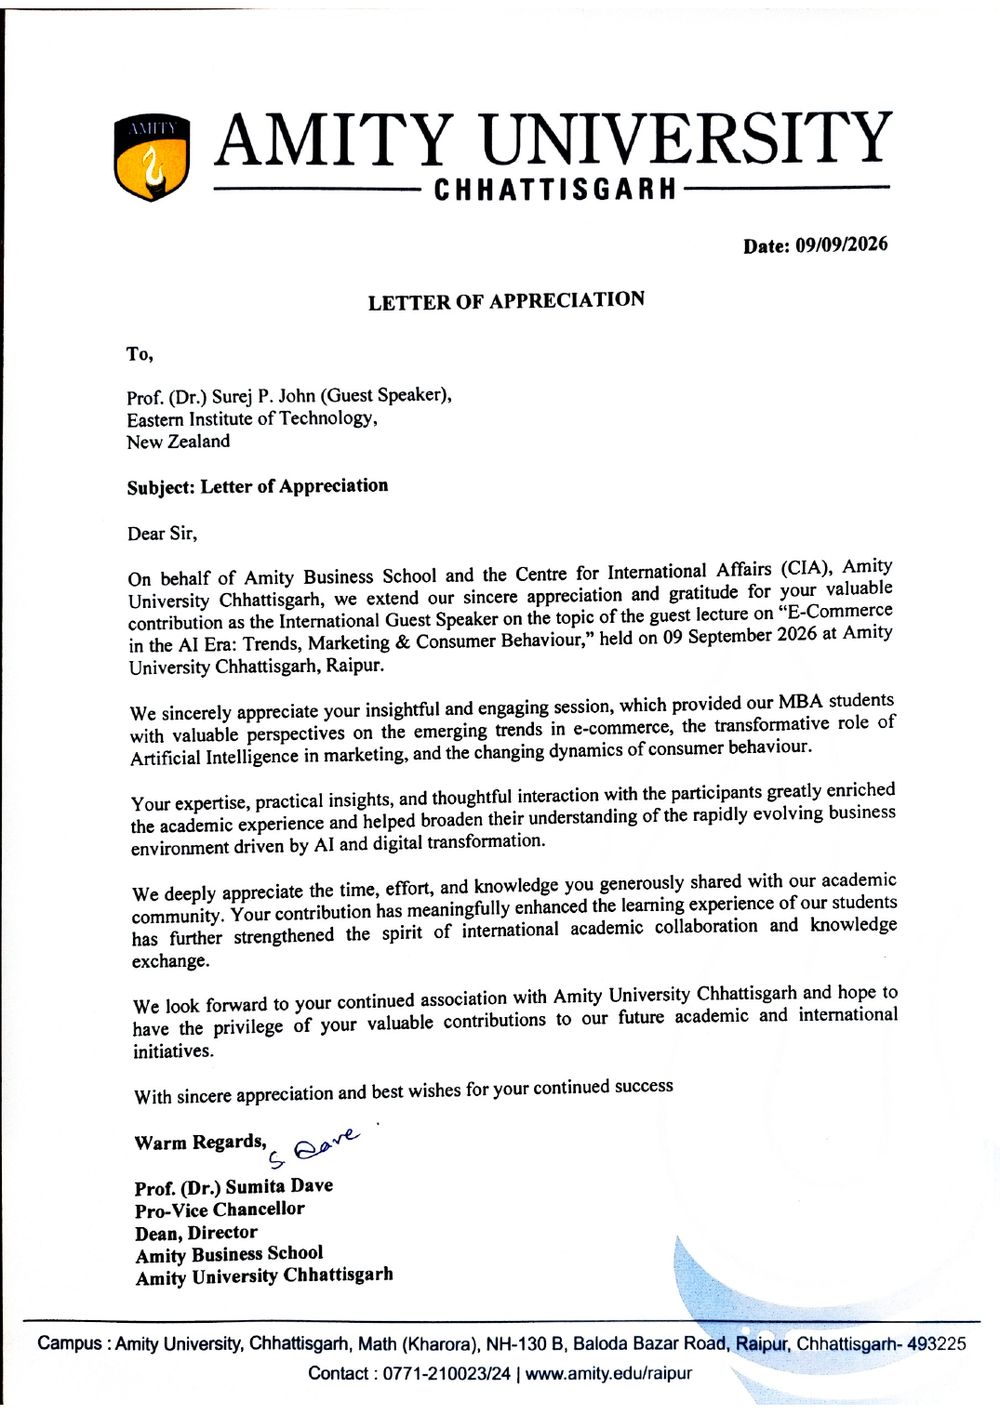 AMITY
AMITY UNIVERSITY
CHHATTISGARH
Date: 09/09/2026
LETTER OF APPRECIATION
To,
Prof. (Dr.) Surej P. John (Guest Speaker),
Eastern Institute of Technology,
New Zealand
Subject: Letter of Appreciation
Dear Sir,
On behalf of Amity Business School and the Centre for International Affairs (CIA), Amity
University Chhattisgarh, we extend our sincere appreciation and gratitude for your valuable
contribution as the International Guest Speaker on the topic of the guest lecture on “E-Commerce
in the AI Era: Trends, Marketing & Consumer Behaviour,” held on 09 September 2026 at Amity
University Chhattisgarh, Raipur.
We sincerely appreciate your insightful and engaging session, which provided our MBA students
with valuable perspectives on the emerging trends in e-commerce, the transformative role of
Artificial Intelligence in marketing, and the changing dynamics of consumer behaviour.
Your expertise, practical insights, and thoughtful interaction with the participants greatly enriched
the academic experience and helped broaden their understanding of the rapidly evolving business
environment driven by AI and digital transformation.
We deeply appreciate the time, effort, and knowledge you generously shared with our academic
community. Your contribution has meaningfully enhanced the learning experience of our students
has further strengthened the spirit of international academic collaboration and knowledge
exchange.
We look forward to your continued association with Amity University Chhattisgarh and hope to
have the privilege of your valuable contributions to our future academic and international
initiatives.
With sincere appreciation and best wishes for your continued success
Warm Regards,
S Dave
Prof. (Dr.) Sumita Dave
Pro-Vice Chancellor
Dean, Director
Amity Business School
Amity University Chhattisgarh
Campus : Amity University, Chhattisgarh, Math (Kharora), NH-130 B, Baloda Bazar Road, Raipur, Chhattisgarh- 493225
Contact : 0771-210023/24 | www.amity.edu/raipur